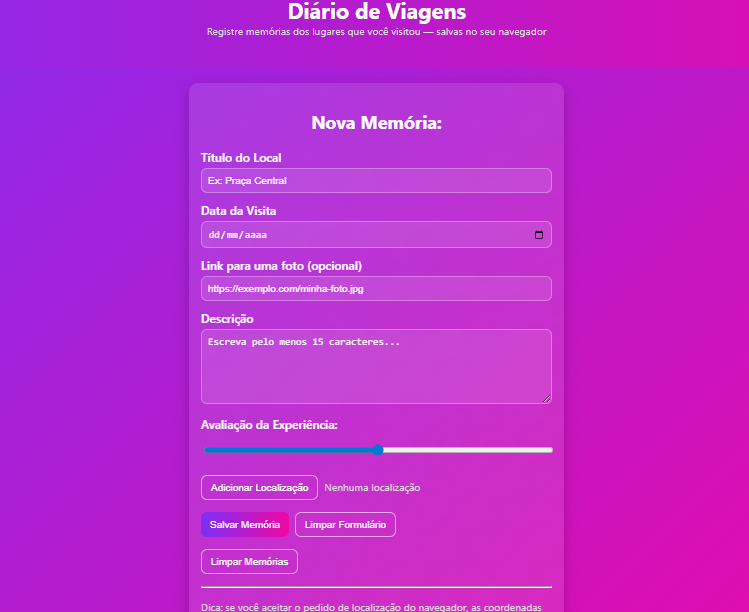 Diário de Viagens
Registre memórias dos lugares que você visitou — salvas no seu navegador
Nova Memória:
Título do Local
Ex: Praça Central
Data da Visita
dd/mm/aaaa
Link para uma foto (opcional)
https://exemplo.com/minha-foto.jpg
Descrição
Escreva pelo menos 15 caracteres...
Avaliação da Experiência:
Adicionar Localização Nenhuma localização
Salvar Memória Limpar Formulário
Limpar Memórias
Dica: se você aceitar o pedido de localização do navegador, as coordenadas